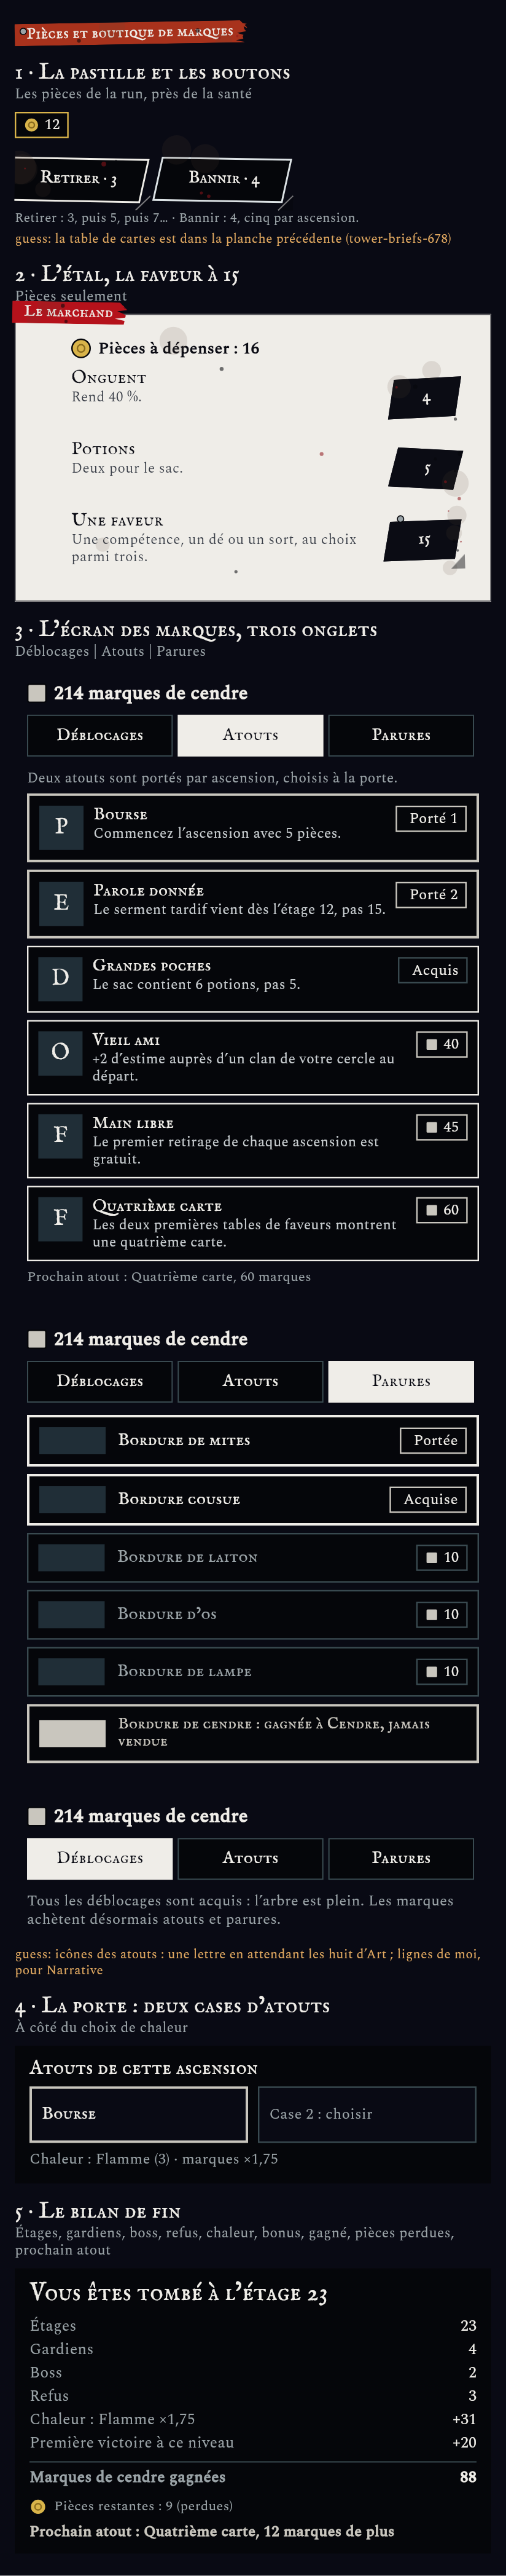 Pièces et boutique de marques
1 · La pastille et les boutons
Les pièces de la run, près de la santé
12
Retirer · 3
Bannir · 4
Retirer : 3, puis 5, puis 7… · Bannir : 4, cinq par ascension.
guess: la table de cartes est dans la planche précédente (tower-briefs-678)
2 · L’étal, la faveur à 15
Pièces seulement
Le marchand
Pièces à dépenser : 16
Onguent
Rend 40 %.
4
Potions
Deux pour le sac.
5
Une faveur
Une compétence, un dé ou un sort, au choix
parmi trois.
15
3 · L’écran des marques, trois onglets
Déblocages | Atouts | Parures
214 marques de cendre
Déblocages
Atouts
Parures
Deux atouts sont portés par ascension, choisis à la porte.
P
Bourse
Commencez l’ascension avec 5 pièces.
Porté 1
E
Parole donnée
Le serment tardif vient dès l’étage 12, pas 15.
Porté 2
D
Grandes poches
Le sac contient 6 potions, pas 5.
Acquis
O
Vieil ami
+2 d’estime auprès d’un clan de votre cercle au
départ.
40
F
Main libre
Le premier retirage de chaque ascension est
gratuit.
45
F
Quatrième carte
Les deux premières tables de faveurs montrent
une quatrième carte.
60
Prochain atout : Quatrième carte, 60 marques
214 marques de cendre
Déblocages
Atouts
Parures
Bordure de mites
Portée
Bordure cousue
Acquise
Bordure de laiton
10
Bordure d’os
10
Bordure de lampe
10
Bordure de cendre : gagnée à Cendre, jamais
vendue
214 marques de cendre
Déblocages
Atouts
Parures
Tous les déblocages sont acquis : l’arbre est plein. Les marques
achètent désormais atouts et parures.
guess: icônes des atouts : une lettre en attendant les huit d’Art ; lignes de moi,
pour Narrative
4 · La porte : deux cases d’atouts
À côté du choix de chaleur
Atouts de cette ascension
Bourse
Case 2 : choisir
Chaleur : Flamme (3) · marques ×1,75
5 · Le bilan de fin
Étages, gardiens, boss, refus, chaleur, bonus, gagné, pièces perdues,
prochain atout
Vous êtes tombé à l’étage 23
Étages 23
Gardiens 4
Boss 2
Refus 3
Chaleur : Flamme ×1,75 +31
Première victoire à ce niveau +20
Marques de cendre gagnées 88
Pièces restantes : 9 (perdues)
Prochain atout : Quatrième carte, 12 marques de plus